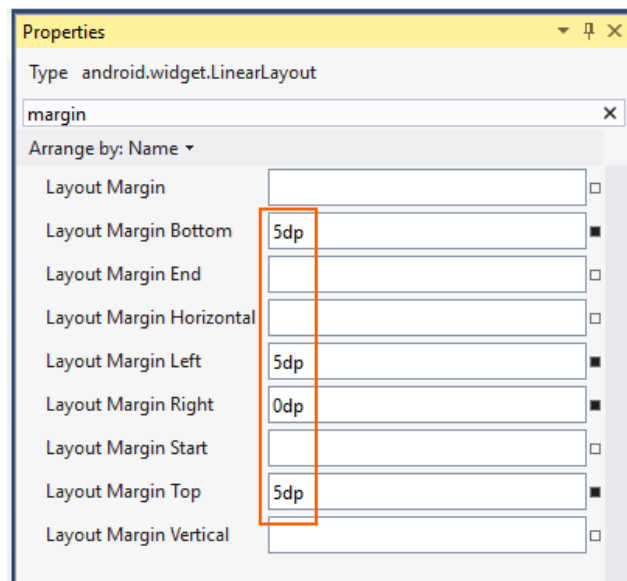 Properties
Type android.widget.LinearLayout
margin
Arrange by: Name
Layout Margin
Layout Margin Bottom 5dp
Layout Margin End
Layout Margin Horizontal
Layout Margin Left 5dp
Layout Margin Right 0dp
Layout Margin Start
Layout Margin Top 5dp
Layout Margin Vertical